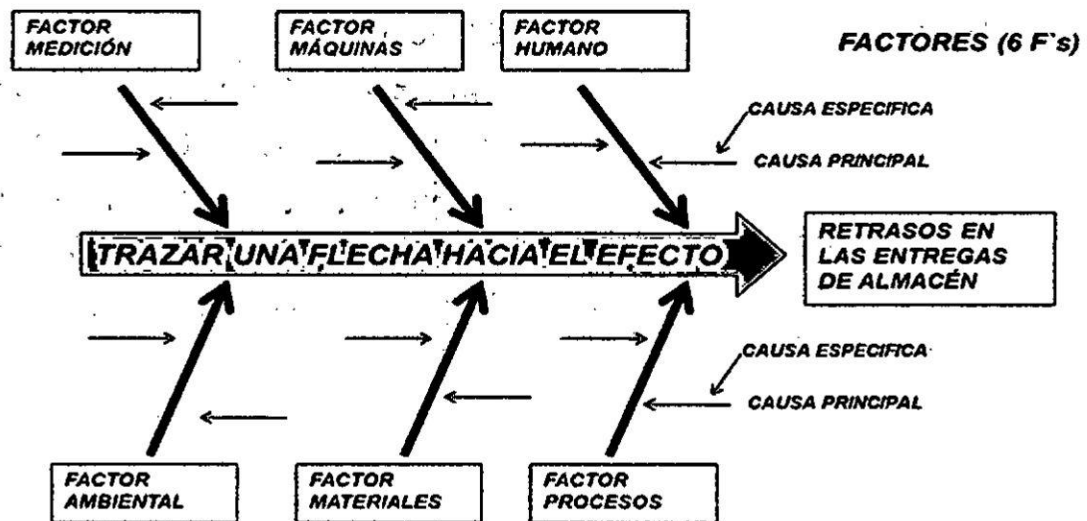 FACTOR
MEDICIÓN
FACTOR
MÁQUINAS
FACTOR
HUMANO
FACTORES (6 F`s)
CAUSA ESPECIFICA
CAUSA PRINCIPAL
TRAZAR UNA FLECHA HACIA EL EFECTO
RETRASOS EN
LAS ENTREGAS
DE ALMACÉN
CAUSA ESPECIFICA
CAUSA PRINCIPAL
FACTOR
AMBIENTAL
FACTOR
MATERIALES
FACTOR
PROCESOS